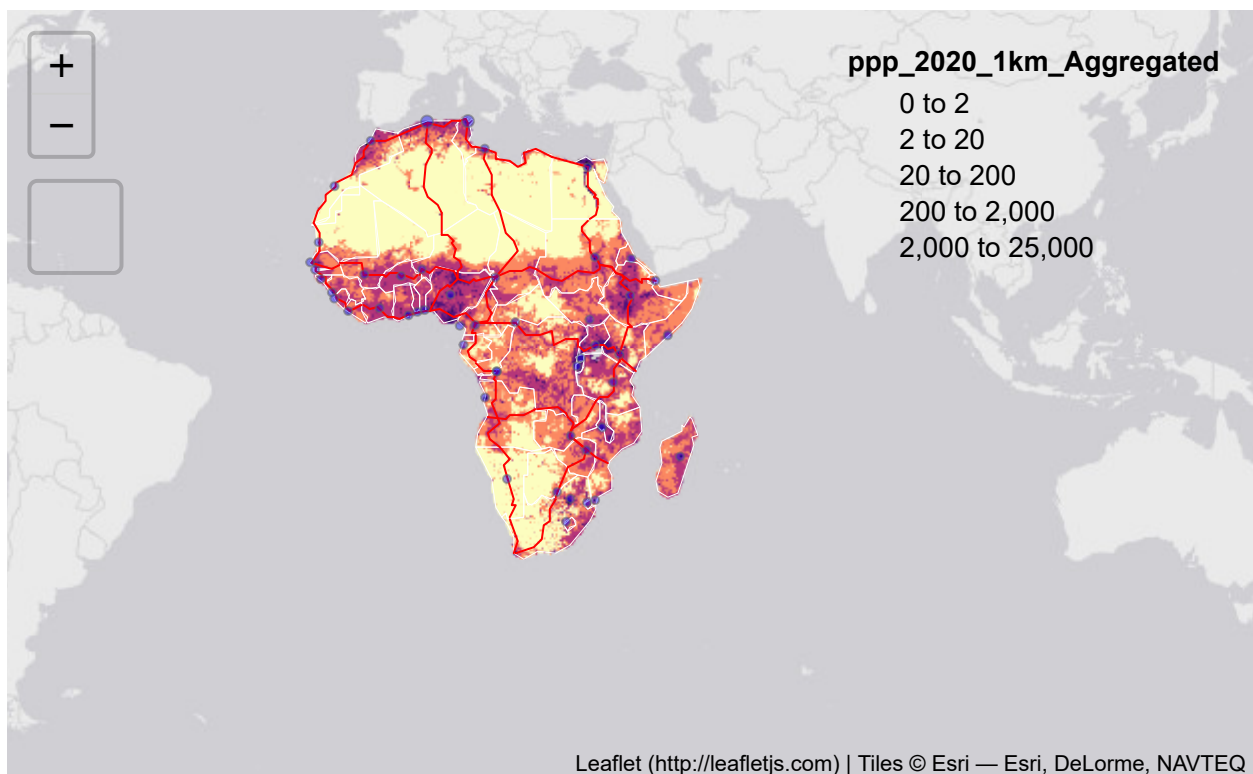 +
−
ppp_2020_1km_Aggregated
0 to 2
2 to 20
20 to 200
200 to 2,000
2,000 to 25,000
Leaflet (http://leafletjs.com) | Tiles © Esri — Esri, DeLorme, NAVTEQ